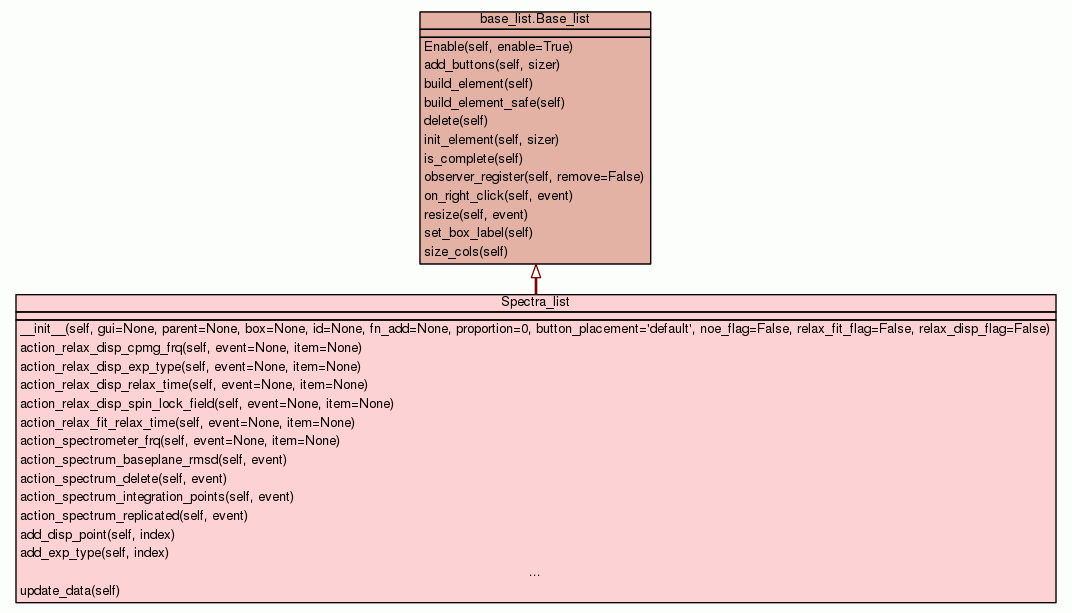 base_list.Base_list
Enable(self, enable=True)
add_buttons(self, sizer)
build_element(self)
build_element_safe(self)
delete(self)
init_element(self, sizer)
is_complete(self)
observer_register(self, remove=False)
on_right_click(self, event)
resize(self, event)
set_box_label(self)
size_cols(self)
Spectra_list
__init__(self, gui=None, parent=None, box=None, id=None, fn_add=None, proportion=0, button_placement='default', noe_flag=False, relax_fit_flag=False, relax_disp_flag=False)
action_relax_disp_cpmg_frq(self, event=None, item=None)
action_relax_disp_exp_type(self, event=None, item=None)
action_relax_disp_relax_time(self, event=None, item=None)
action_relax_disp_spin_lock_field(self, event=None, item=None)
action_relax_fit_relax_time(self, event=None, item=None)
action_spectrometer_frq(self, event=None, item=None)
action_spectrum_baseplane_rmsd(self, event)
action_spectrum_delete(self, event)
action_spectrum_integration_points(self, event)
action_spectrum_replicated(self, event)
add_disp_point(self, index)
add_exp_type(self, index)
...
update_data(self)